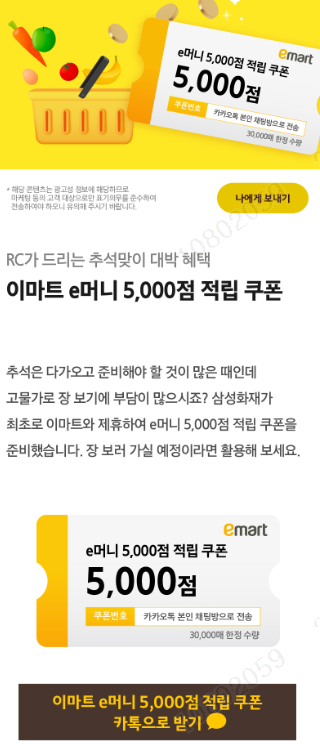 emart
e머니 5,000점 적립 쿠폰
5,000점
쿠폰번호 카카오톡 본인 채팅방으로 전송
30,000매 한정 수량
* 해당 콘텐츠는 광고성 정보에 해당하므로
마케팅 동의 고객 대상으로만 표기의무를 준수하여
전송하여야 하오니 유의해 주시기 바랍니다.
나에게 보내기
10802059
RC가 드리는 추석맞이 대박 혜택
이마트 e머니 5,000점 적립 쿠폰
추석은 다가오고 준비해야 할 것이 많은 때인데
고물가로 장 보기에 부담이 많으시죠? 삼성화재가
최초로 이마트와 제휴하여 e머니 5,000점 적립 쿠폰을
준비했습니다. 장 보러 가실 예정이라면 활용해 보세요.
emart
e머니 5,000점 적립 쿠폰
5,000점
쿠폰번호 카카오톡 본인 채팅방으로 전송
30,000매 한정 수량
10802059
이마트 e머니 5,000점 적립 쿠폰
카톡으로 받기